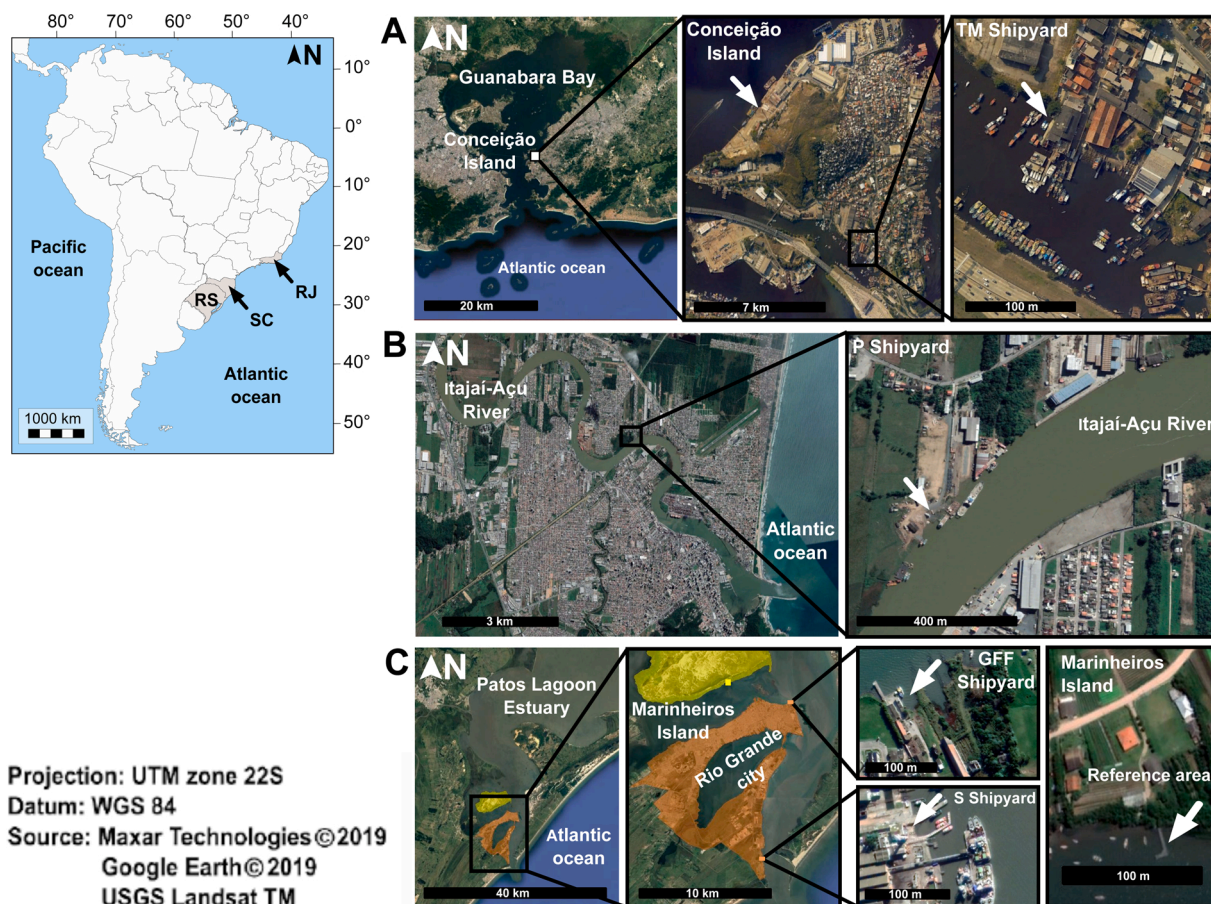 80° 70° 60° 50° 40°
N
10°
0°
10°
20°
30°
40°
50°
Pacific
ocean
RS
SC
RJ
Atlantic
ocean
1000 km
A
N
Guanabara Bay
Conceição
Island
Atlantic ocean
20 km
Conceição
Island
7 km
TM Shipyard
100 m
B
N
Itajaí-Açu
River
Atlantic
ocean
3 km
P Shipyard
Itajaí-Açu River
400 m
C
N
Patos Lagoon
Estuary
Atlantic
ocean
40 km
Marinheiros
Island
Rio Grande
city
10 km
GFF
Shipyard
100 m
S Shipyard
100 m
Marinheiros
Island
Reference area
100 m
Projection: UTM zone 22S
Datum: WGS 84
Source: Maxar Technologies©2019
Google Earth©2019
USGS Landsat TM